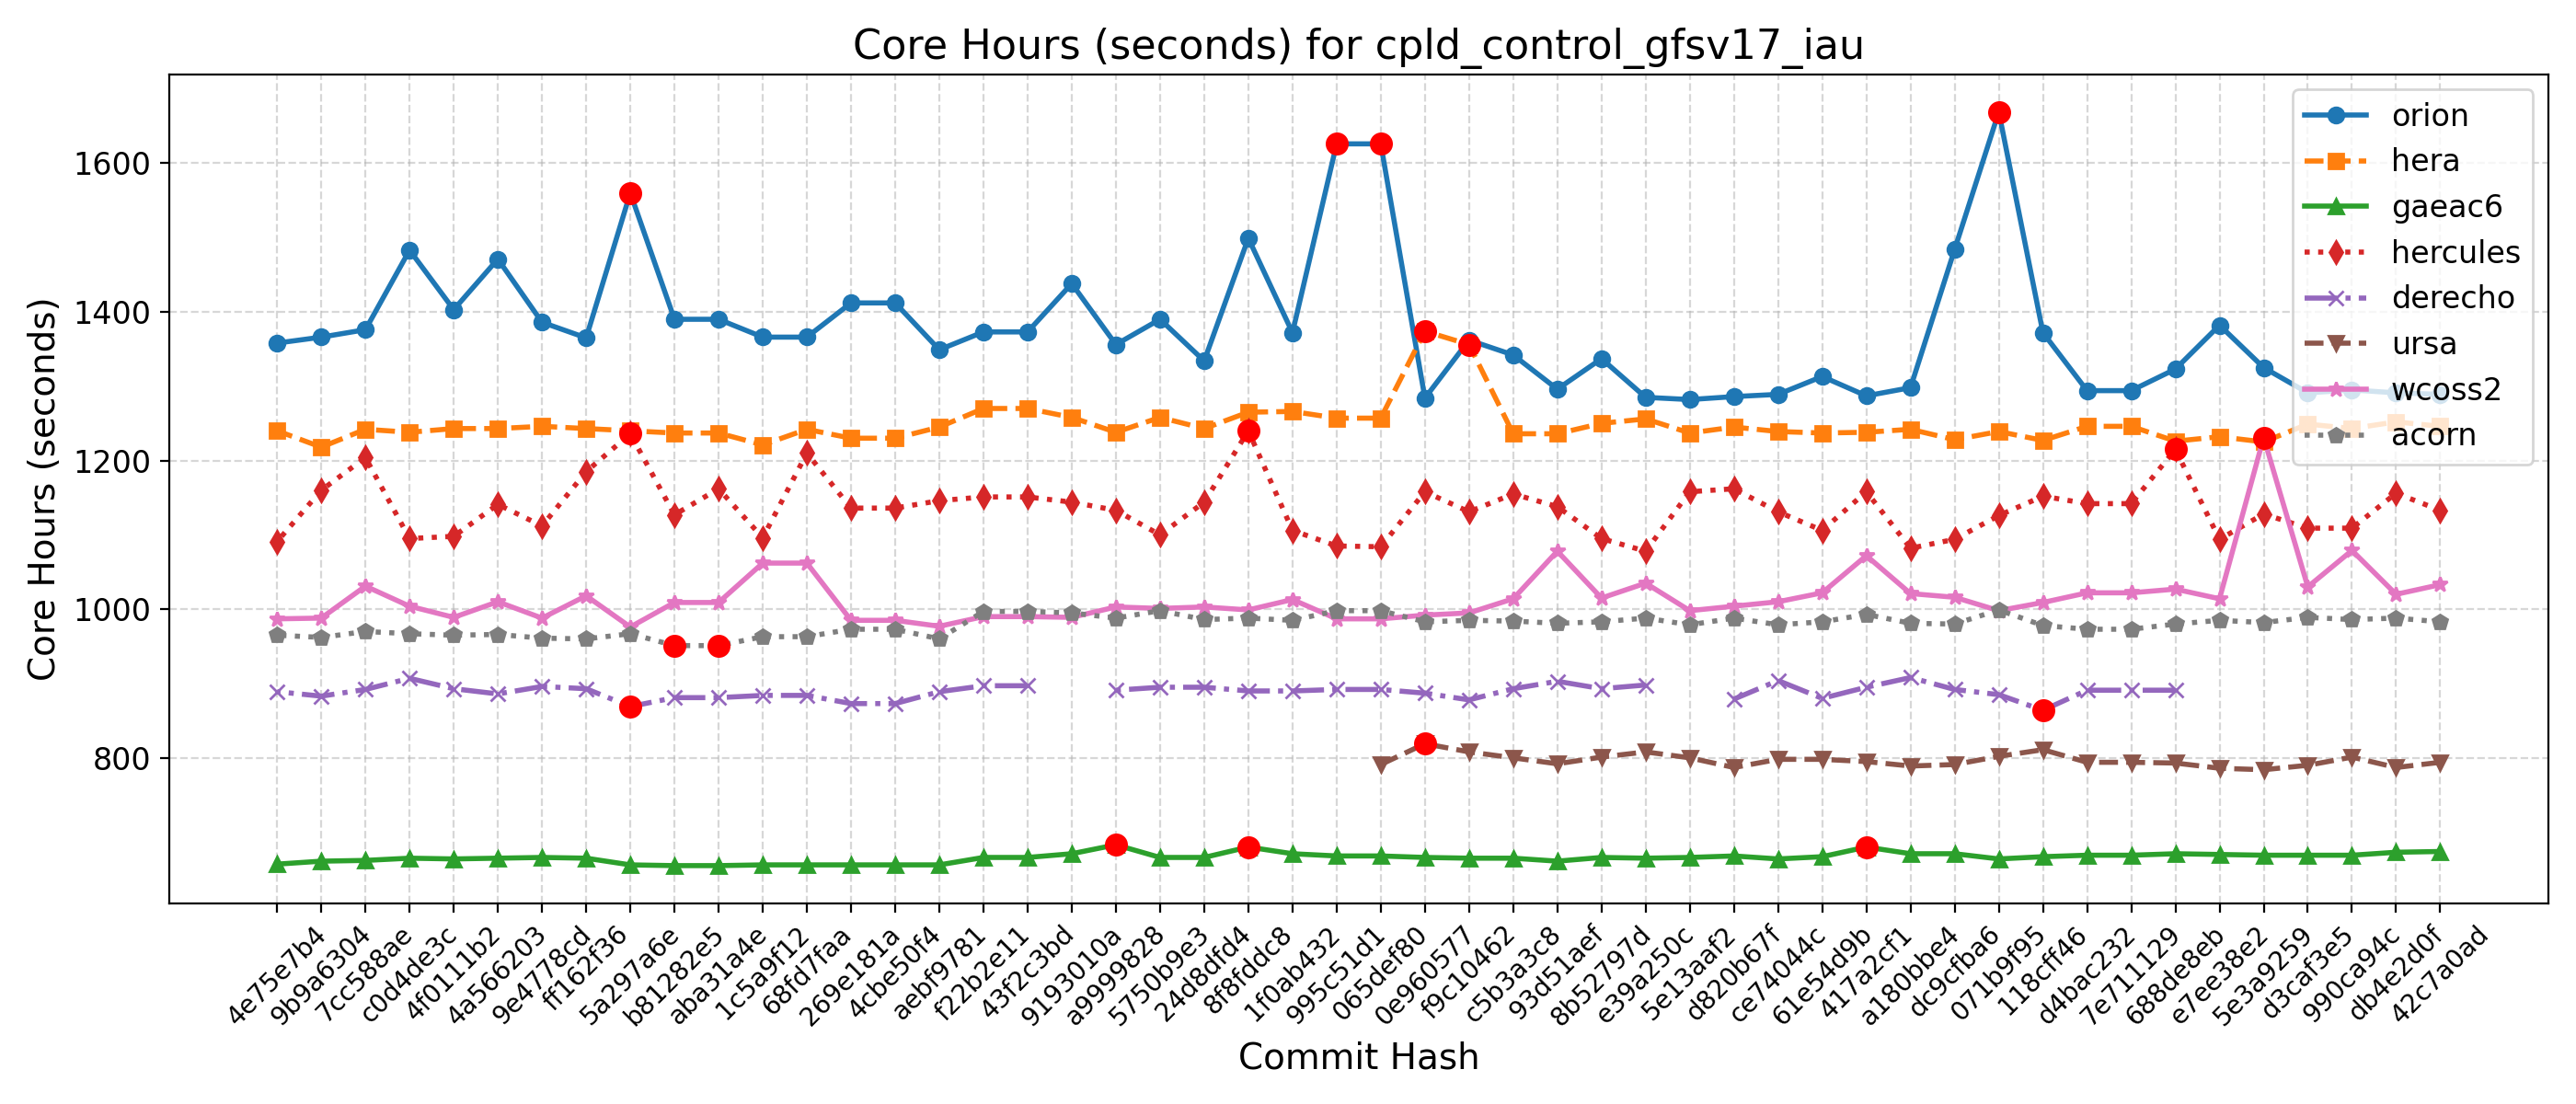 Core Hours (seconds) for cpld_control_gfsv17_iau
Core Hours (seconds)
1600
1400
1200
1000
800
orion
hera
gaeac6
hercules
derecho
ursa
wcoss2
acorn
4e75e7b4
9b9a6304
7cc588ae
c0d4de3c
4f0111b2
4a566203
9e4778cd
ff162f36
5a297a6e
b81282e5
aba31a4e
1c5a9f12
68fd7faa
269e181a
4cbe50f4
aebf9781
f22b2e11
43f2c3bd
9193010a
a9999828
5750b9e3
24d8dfd4
8f8fddc8
1f0ab432
995c51d1
065def80
0e960577
f9c10462
c5b3a3c8
93d51aef
8b52797d
e39a250c
5e13aaf2
d820b67f
ce74044c
61e54d9b
417a2cf1
a180bbe4
dc9cfba6
071b9f95
118cff46
d4bac232
7e711129
688de8eb
e7ee38e2
5e3a9259
d3caf3e5
990ca94c
db4e2d0f
42c7a0ad
Commit Hash